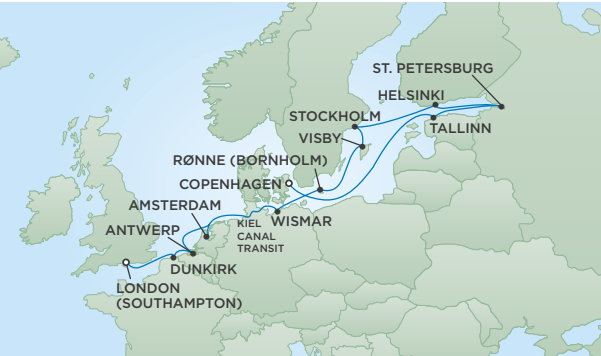 ST. PETERSBURG
HELSINKI
STOCKHOLM
TALLINN
VISBY
RØNNE (BORNHOLM)
COPENHAGEN
AMSTERDAM
WISMAR
KIEL
CANAL
TRANSIT
ANTWERP
DUNKIRK
LONDON
(SOUTHAMPTON)